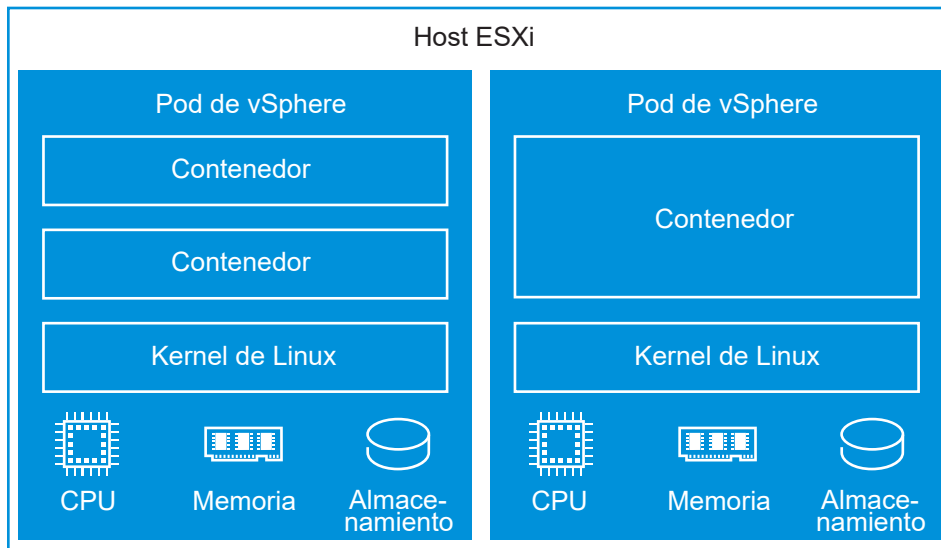 Host ESXi
Pod de vSphere
Contenedor
Contenedor
Kernel de Linux
CPU
Memoria
Almace-
namiento
Pod de vSphere
Contenedor
Kernel de Linux
CPU
Memoria
Almace-
namiento